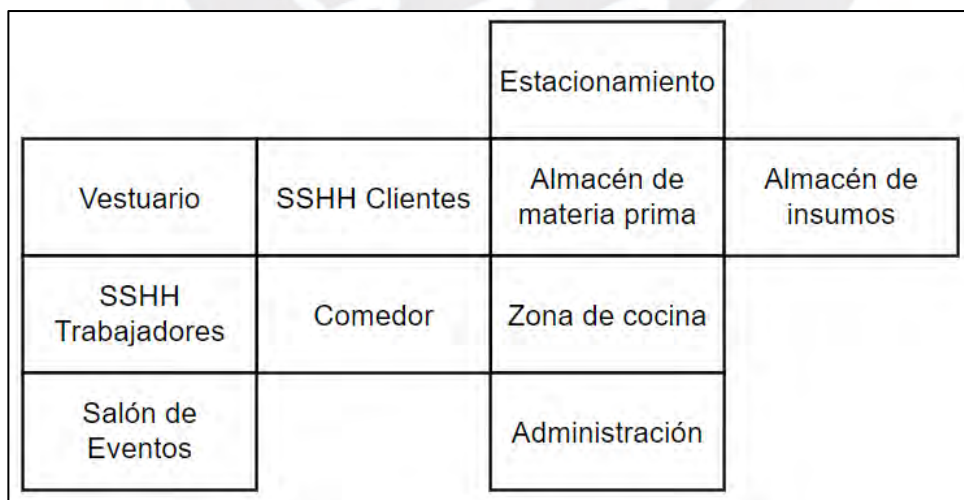 Estacionamiento
Vestuario
SSHH Clientes
Almacén de
materia prima
Almacén de
insumos
SSHH
Trabajadores
Comedor
Zona de cocina
Salón de
Eventos
Administración